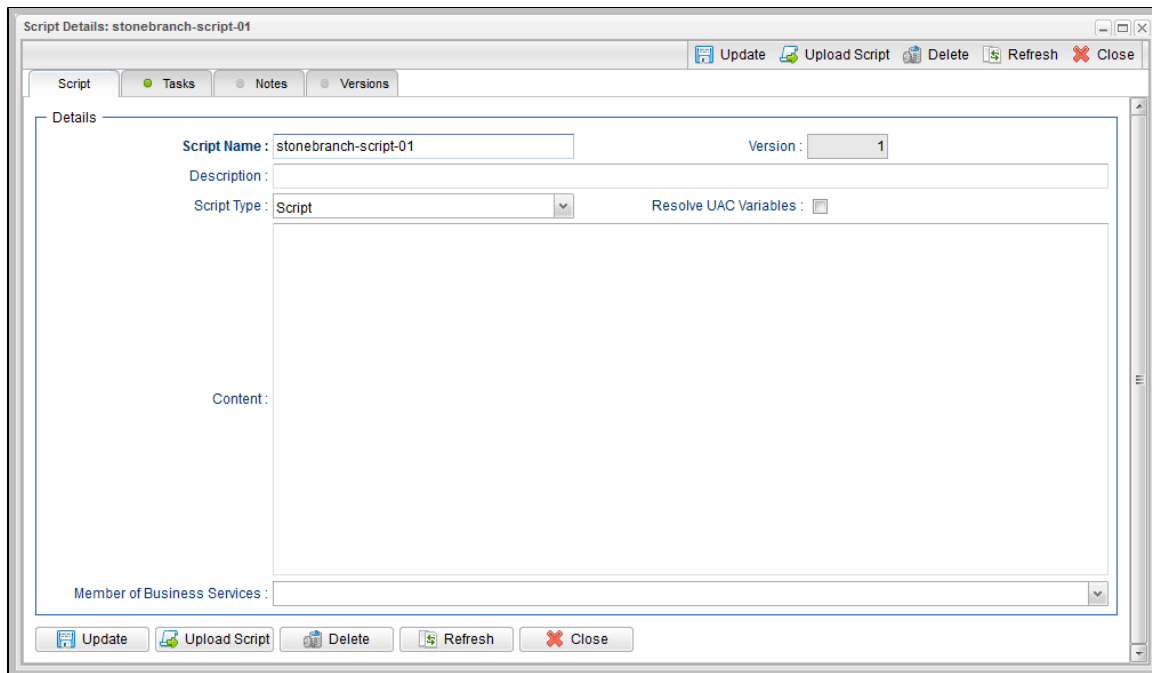 Script Details: stonebranch-script-01
Update Upload Script Delete Refresh Close
Script Tasks Notes Versions
Details
Script Name : stonebranch-script-01 Version : 1
Description :
Script Type : Script Resolve UAC Variables :
Content :
Member of Business Services :
Update Upload Script Delete Refresh Close